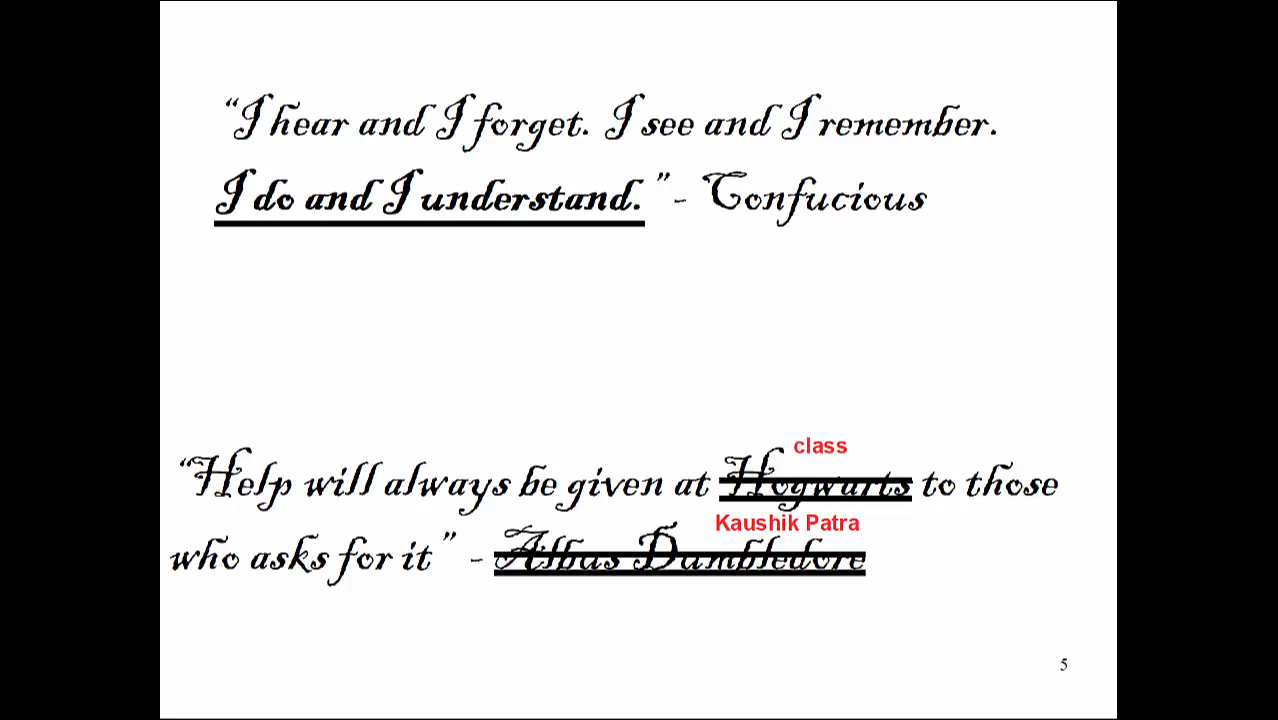 “I hear and I forget. I see and I remember.
I do and I understand.” - Confucious
class
“Help will always be given at Hogwarts to those
Kaushik Patra
who asks for it” - Albus Dumbledore
5